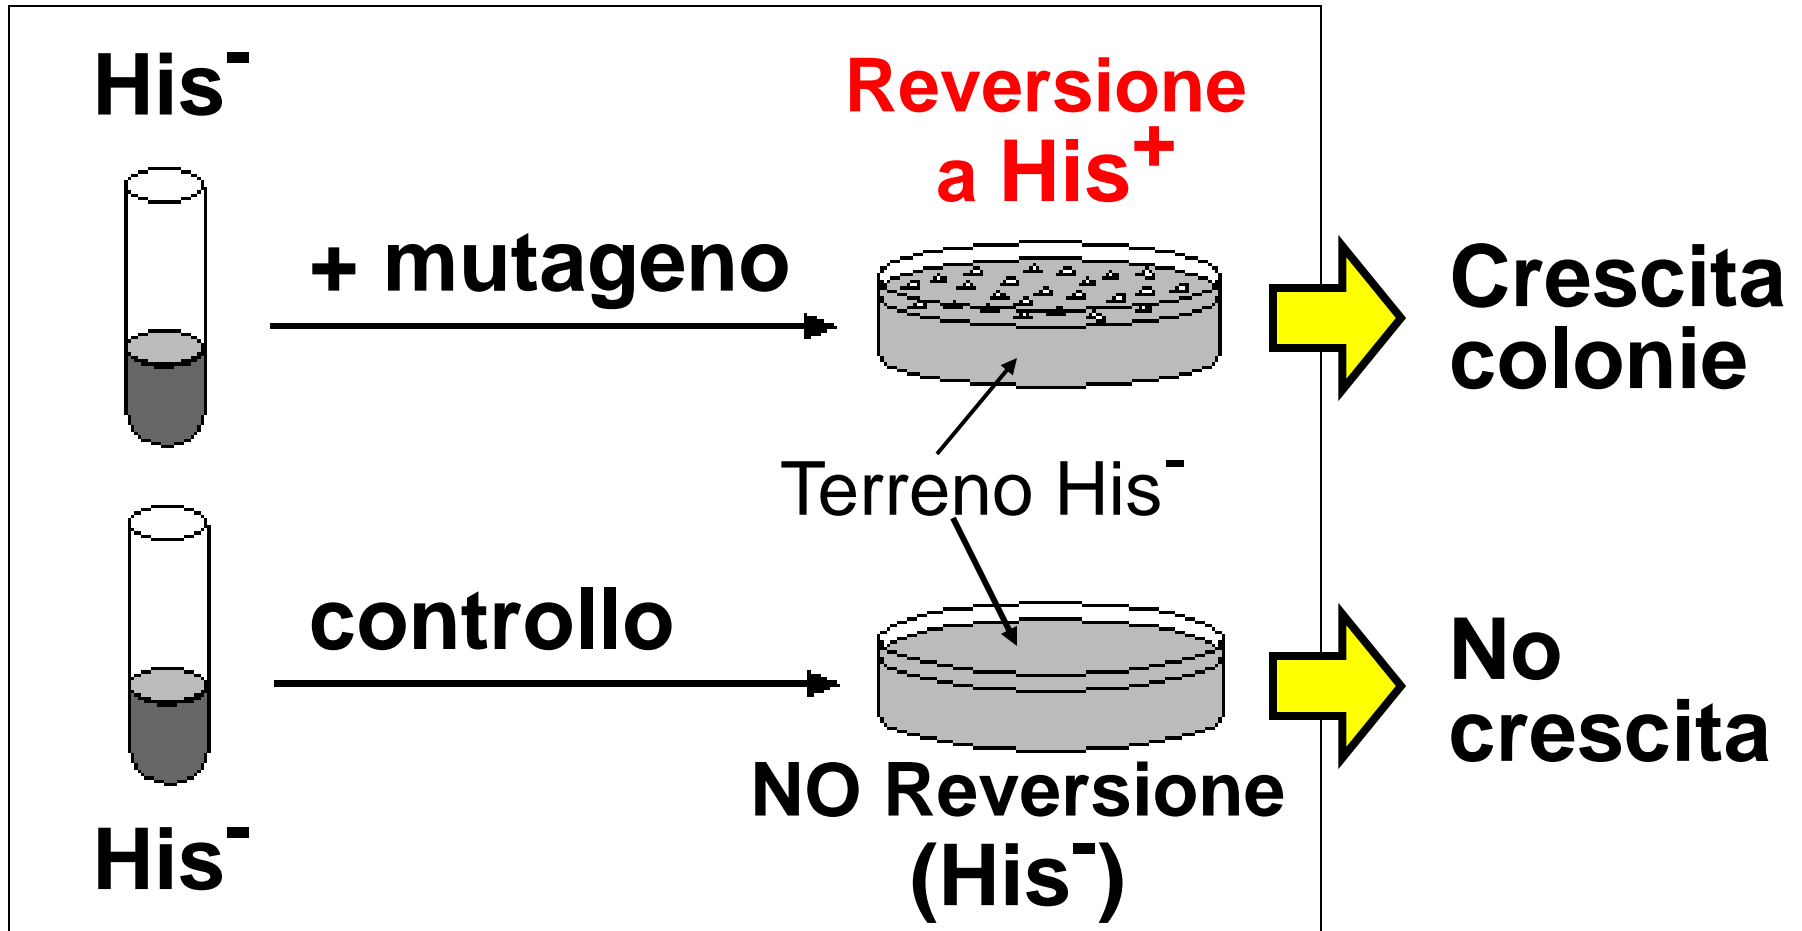 His⁻
Reversione
a His⁺
+ mutageno
Crescita
colonie
Terreno His⁻
controllo
No
crescita
NO Reversione
(His⁻)
His⁻